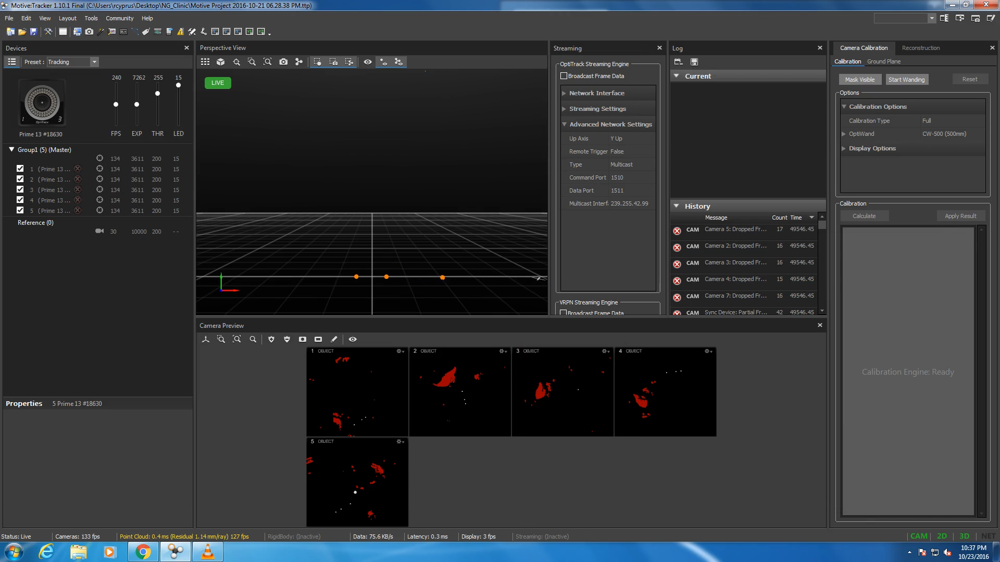 Motive:Tracker 1.10.1 Final (C:\Users\rcyprus\Desktop\NG_Clinic\Motive Project 2016-10-21 06.28.38 PM.ttp)
File Edit View Layout Tools Community Help
Devices
Preset : Tracking
240 7262 255 15
1 3
OptiTrack
FPS EXP THR LED
Prime 13 #18630
Group1 (5) (Master)
134 3611 200 15
1 (Prime 13 ... 134 3611 200 15
2 (Prime 13 ... 134 3611 200 15
3 (Prime 13 ... 134 3611 200 15
4 (Prime 13 ... 134 3611 200 15
5 (Prime 13 ... 134 3611 200 15
Reference (0)
30 10000 200 --
Properties 5 Prime 13 #18630
Perspective View
LIVE
Streaming
OptiTrack Streaming Engine
Broadcast Frame Data
Network Interface
Streaming Settings
Advanced Network Settings
Up Axis Y Up
Remote Trigger False
Type Multicast
Command Port 1510
Data Port 1511
Multicast Interf 239.255.42.99
VRPN Streaming Engine
Broadcast Frame Data
Log
Current
History
Message Count Time
CAM Camera 5: Dropped Fr... 17 49546.45
CAM Camera 2: Dropped Fr... 16 49546.45
CAM Camera 3: Dropped Fr... 16 49546.45
CAM Camera 4: Dropped Fr... 15 49546.45
CAM Camera 7: Dropped Fr... 16 49546.45
CAM Sync Device: Partial Fr... 42 49546.45
Camera Calibration Reconstruction
Calibration Ground Plane
Mask Visible Start Wanding Reset
Options
Calibration Options
Calibration Type Full
OptiWand CW-500 (500mm)
Display Options
Calibration
Calculate Apply Result
Calibration Engine: Ready
Camera Preview
1 OBJECT
2 OBJECT
3 OBJECT
4 OBJECT
5 OBJECT
Status: Live Cameras: 133 fps Point Cloud: 0.4 ms (Residual 1.14 mm/ray) 127 fps RigidBody: (Inactive) Data: 75.6 KB/s Latency: 0.3 ms Display: 3 fps Streaming: (Inactive) CAM 2D 3D NET
10:37 PM
10/23/2016